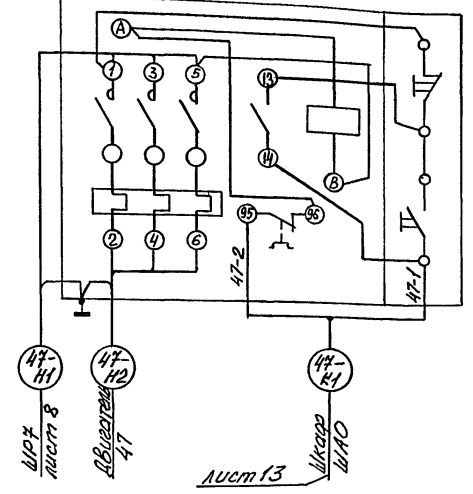 A
1
3
5
13
14
B
95
96
2
4
6
47-2
47-1
47-
H1
47-
H2
47-
K1
ШР7
лист 8
Двигатель
47
Шкаф
ША0
Лист 13